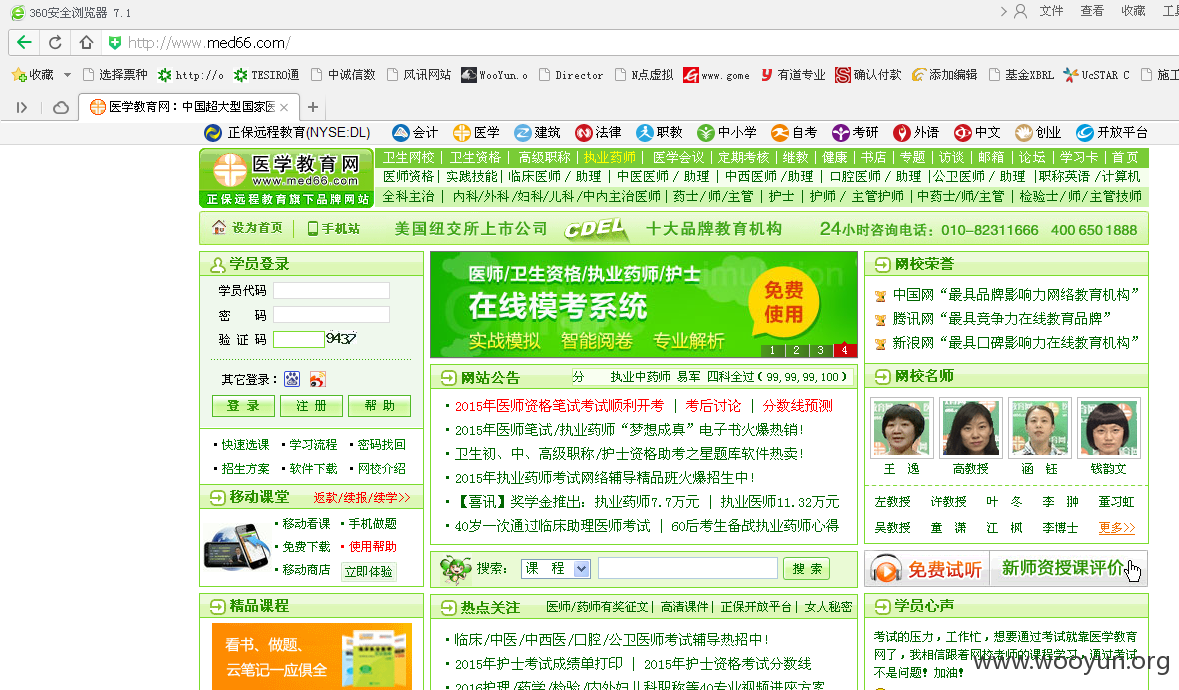 360安全浏览器 7.1 文件 查看 收藏
http://www.med66.com/
收藏 选择票种 http://o TESIRO通 中诚信数 风讯网站 WooYun.o Director N点虚拟 www.gome 有道专业 确认付款 添加编辑 基金XBRL UcSTAR C 施工
医学教育网：中国超大型国家医
正保远程教育(NYSE:DL) 会计 医学 建筑 法律 职教 中小学 自考 考研 外语 中文 创业 开放平台
医学教育网
www.med66.com
正保远程教育旗下品牌网站
卫生网校 | 卫生资格 | 高级职称 | 执业药师 | 医学会议 | 定期考核 | 继教 | 健康 | 书店 | 专题 | 访谈 | 邮箱 | 论坛 | 学习卡 | 首页
医师资格 | 实践技能 | 临床医师 / 助理 | 中医医师 / 助理 | 中西医师 /助理 | 口腔医师 / 助理 | 公卫医师 / 助理 | 职称英语 /计算机
全科主治 | 内科/外科/妇科/儿科/中内主治医师 | 药士/师/主管 | 护士 | 护师 / 主管护师 | 中药士/师/主管 | 检验士/师/主管技师
设为首页 手机站 美国纽交所上市公司 CDEL 十大品牌教育机构 24小时咨询电话：010-82311666 400 650 1888
学员登录
学员代码
密 码
验 证 码 9437
其它登录：
登 录 注 册 帮 助
快速选课 学习流程 密码找回
招生方案 软件下载 网校介绍
移动课堂 返款/续报/续学>>
移动看课 手机做题
免费下载 使用帮助
移动商店 立即体验
精品课程
看书、做题、
云笔记一应俱全
医师/卫生资格/执业药师/护士
在线模考系统
免费
使用
实战模拟 智能阅卷 专业解析
1 2 3 4
网站公告 分 执业中药师 易军 四科全过（99,99,99,100）
2015年医师资格笔试考试顺利开考 | 考后讨论 | 分数线预测
2015年医师笔试/执业药师“梦想成真”电子书火爆热销！
卫生初、中、高级职称/护士资格助考之星题库软件热卖！
2015年执业药师考试网络辅导精品班火爆招生中！
【喜讯】奖学金推出：执业药师7.7万元 | 执业医师11.32万元
40岁一次通过临床助理医师考试 | 60后考生备战执业药师心得
搜索： 课 程 搜 索
热点关注 医师/药师有奖征文| 高清课件| 正保开放平台| 女人秘密
临床/中医/中西医/口腔/公卫医师考试辅导热招中！
2015年护士考试成绩单打印 | 2015年护士资格考试分数线
2016护理/药学/检验/内外妇儿科职称等40专业视频讲座方案
网校荣誉
中国网“最具品牌影响力网络教育机构”
腾讯网“最具竞争力在线教育品牌”
新浪网“最具口碑影响力在线教育机构”
网校名师
王 逸 高教授 涵 钰 钱韵文
左教授 许教授 叶 冬 李 翀 董习虹
吴教授 童 潇 江 枫 李博士 更多>>
免费试听 新师资授课评价
学员心声
考试的压力，工作忙，想要通过考试就靠医学教育
网了，我相信跟着网校老师的课程学习，通过考试
不是问题！加油！
www.wooyun.org